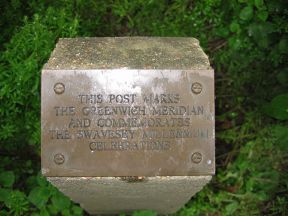 THIS POST MARKS
THE GREENWICH MERIDIAN
AND COMMEMORATES
THE SWAVESEY MILLENNIUM
CELEBRATIONS